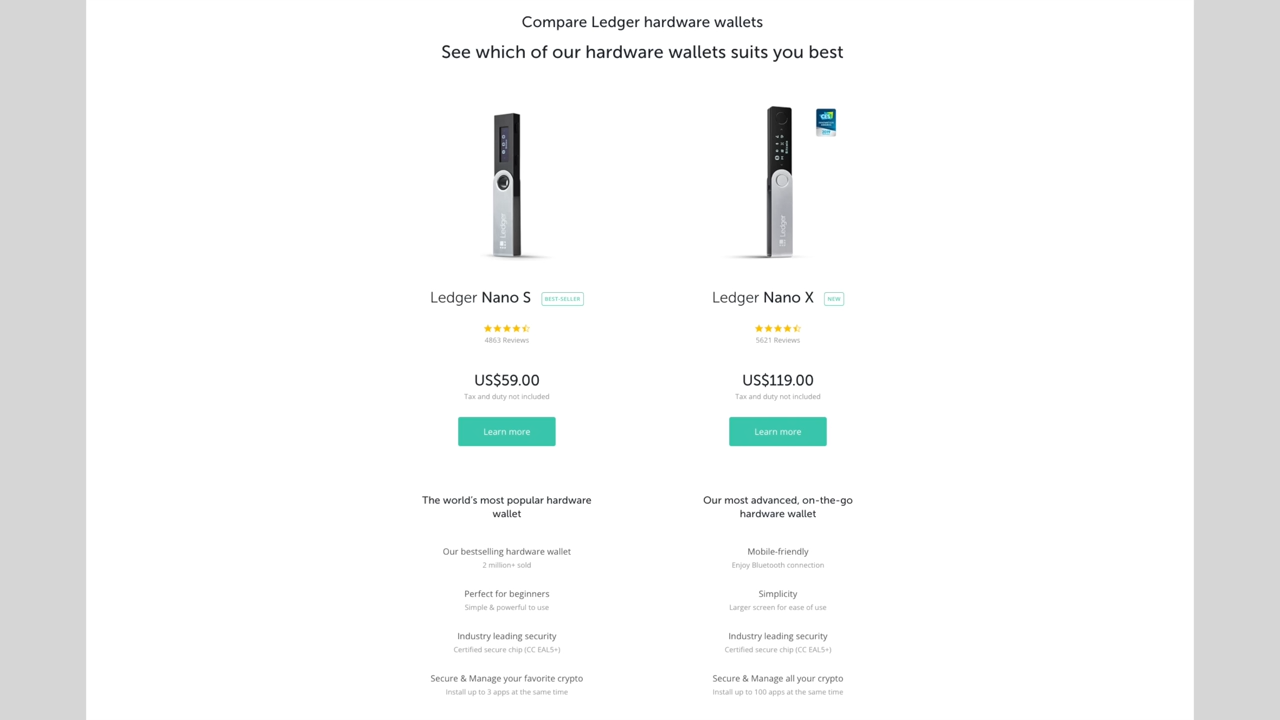 Compare Ledger hardware wallets
See which of our hardware wallets suits you best
Ledger
Ledger
Ledger Nano S BEST-SELLER
4863 Reviews
US$59.00
Tax and duty not included
Learn more
The world's most popular hardware
wallet
Our bestselling hardware wallet
2 million+ sold
Perfect for beginners
Simple & powerful to use
Industry leading security
Certified secure chip (CC EAL5+)
Secure & Manage your favorite crypto
Install up to 3 apps at the same time
Ledger Nano X NEW
5621 Reviews
US$119.00
Tax and duty not included
Learn more
Our most advanced, on-the-go
hardware wallet
Mobile-friendly
Enjoy Bluetooth connection
Simplicity
Larger screen for ease of use
Industry leading security
Certified secure chip (CC EAL5+)
Secure & Manage all your crypto
Install up to 100 apps at the same time